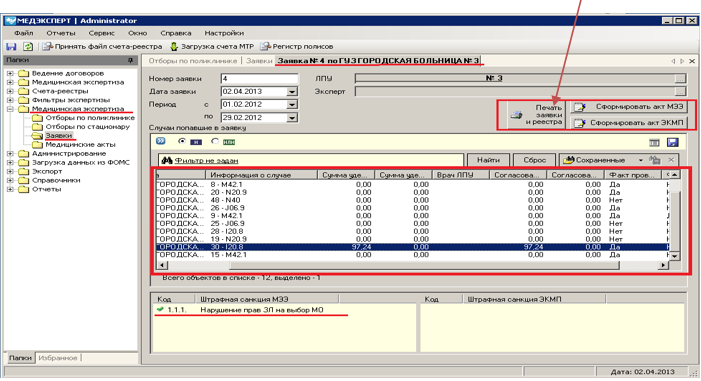 МЕДЭКСПЕРТ | Administrator
Файл Отчеты Сервис Окно Справка Настройки
Принять файл счета-реестра Загрузка счета МТР Регистр полисов
Папки
Ведение договоров
Медицинская экспертиза
Счета-реестры
Фильтры экспертизы
Медицинская экспертиза
Отборы по поликлинике
Отборы по стационару
Заявки
Медицинские акты
Администрирование
Загрузка данных из ФОМС
Экспорт
Справочники
Отчеты
Папки Избранное
Отборы по поликлинике Заявки Заявка № 4 по ГУЗ ГОРОДСКАЯ БОЛЬНИЦА № 3
Номер заявки 4 ЛПУ № 3
Дата заявки 02.04.2013 Эксперт
Период с 01.02.2012
по 29.02.2012
Печать заявки и реестра
Сформировать акт МЭЭ
Сформировать акт ЭКМП
Случаи попавшие в заявку
и или
Фильтр не задан Найти Сброс Сохраненные
Информация о случае Сумма уде... Сумма уде... Врач ЛПУ Согласова... Согласова... Факт пров...
ГОРОДСКА... 8 - M42.1 0,00 0,00 0,00 0,00 Да
ГОРОДСКА... 20 - N20.9 0,00 0,00 0,00 0,00 Да
ГОРОДСКА... 48 - N40 0,00 0,00 0,00 0,00 Нет
ГОРОДСКА... 26 - J06.9 0,00 0,00 0,00 0,00 Да
ГОРОДСКА... 9 - M42.1 0,00 0,00 0,00 0,00 Да
ГОРОДСКА... 25 - J06.9 0,00 0,00 0,00 0,00 Нет
ГОРОДСКА... 28 - I20.8 0,00 0,00 0,00 0,00 Нет
ГОРОДСКА... 19 - N20.9 0,00 0,00 0,00 0,00 Нет
ГОРОДСКА... 30 - I20.8 97,24 0,00 97,24 0,00 Да
ГОРОДСКА... 15 - M42.1 0,00 0,00 0,00 0,00 Да
Всего объектов в списке - 12, выделено - 1
Код Штрафная санкция МЭЭ Код Штрафная санкция ЭКМП
1.1.1. Нарушение прав ЗЛ на выбор МО
Дата: 02.04.2013